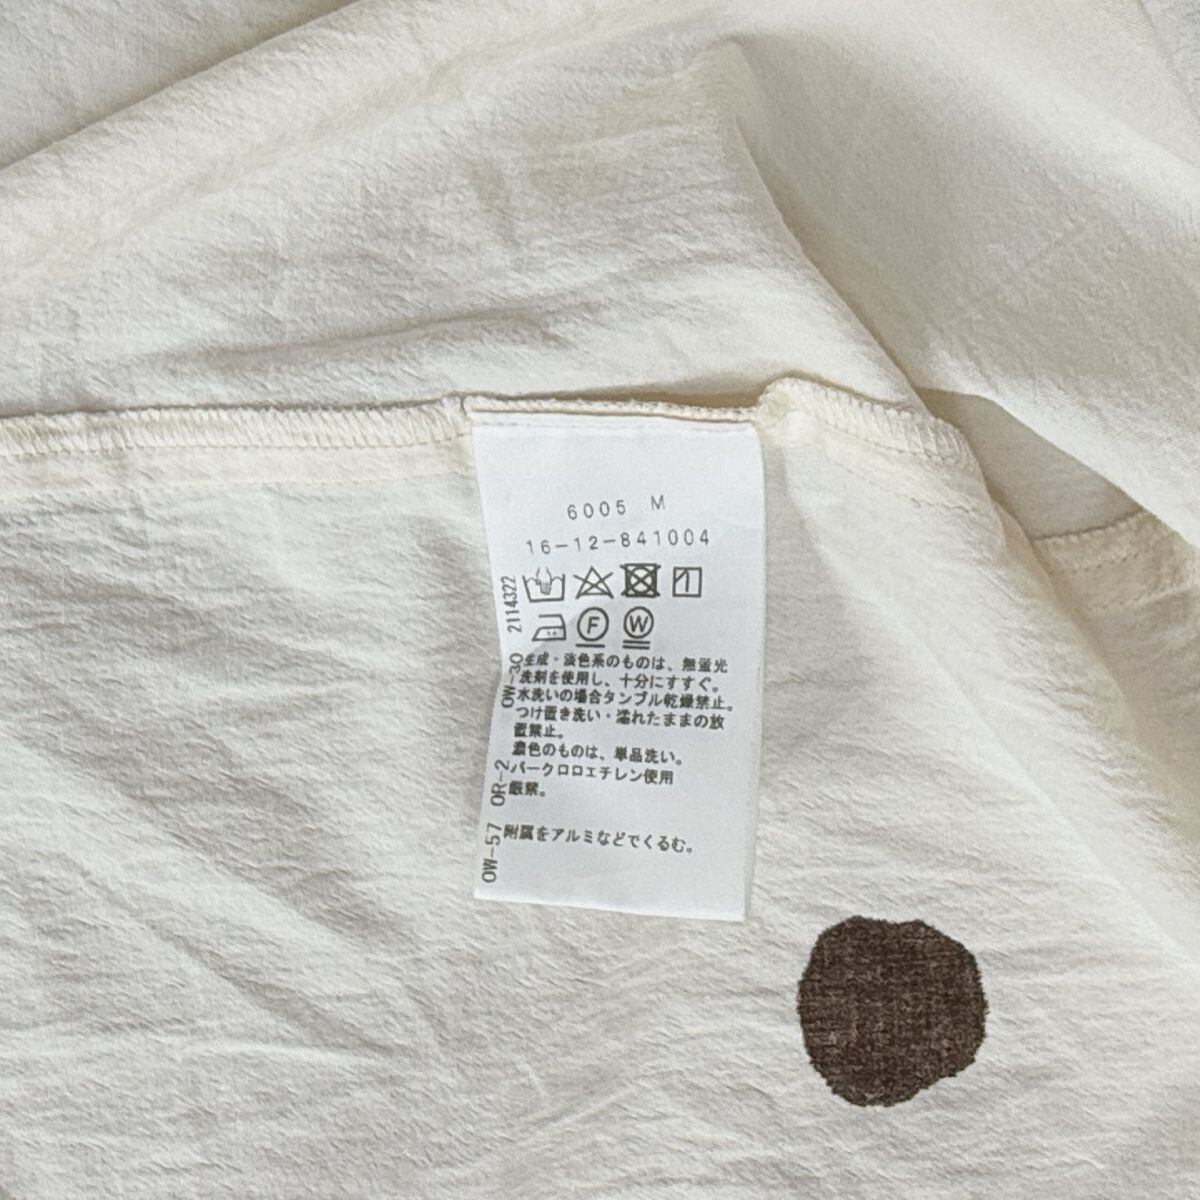 6005 M
16-12-841004
F W
生成・淡色系のものは、無蛍光
洗剤を使用し、十分にすすぐ。
水洗いの場合タンブル乾燥禁止。
つけ置き洗い・濡れたままの放
置禁止。
濃色のものは、単品洗い。
パークロロエチレン使用
厳禁。
附属をアルミなどでくるむ。
OW-57 OR-2 OW-30 2114322